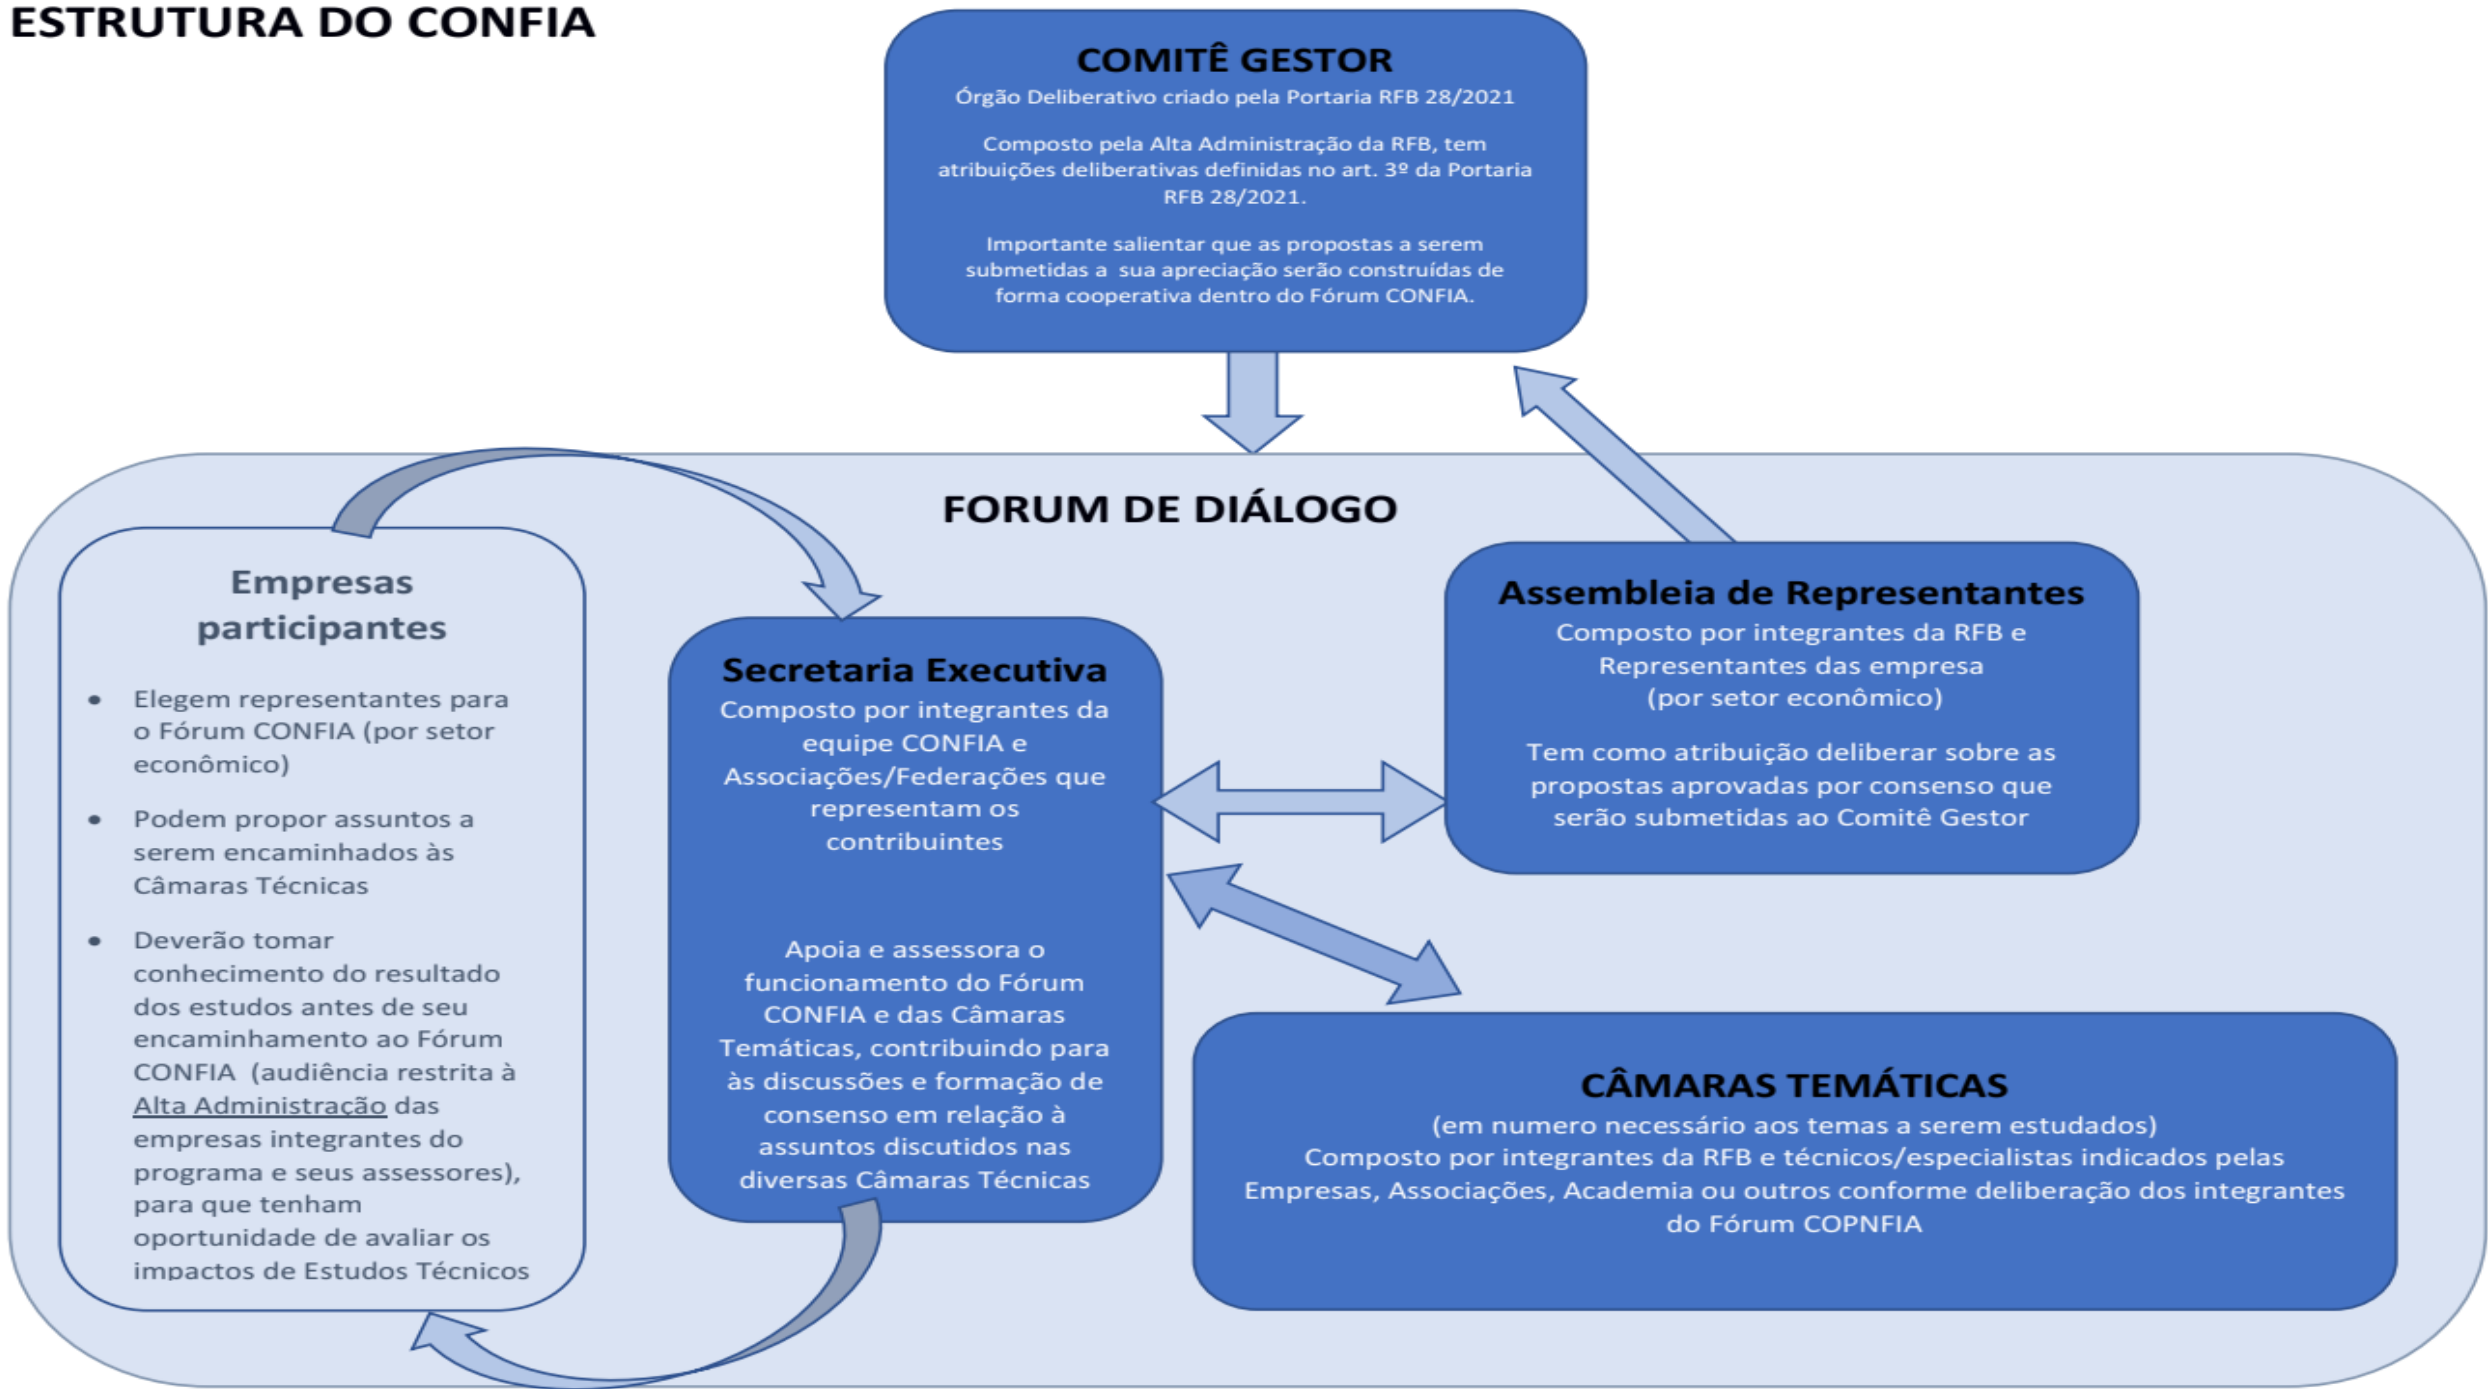 ESTRUTURA DO CONFIA
COMITÊ GESTOR
Órgão Deliberativo criado pela Portaria RFB 28/2021
Composto pela Alta Administração da RFB, tem
atribuições deliberativas definidas no art. 3º da Portaria
RFB 28/2021.
Importante salientar que as propostas a serem
submetidas a sua apreciação serão construídas de
forma cooperativa dentro do Fórum CONFIA.
FORUM DE DIÁLOGO
Empresas
participantes
• Elegem representantes para
o Fórum CONFIA (por setor
econômico)
• Podem propor assuntos a
serem encaminhados às
Câmaras Técnicas
• Deverão tomar
conhecimento do resultado
dos estudos antes de seu
encaminhamento ao Fórum
CONFIA (audiência restrita à
Alta Administração das
empresas integrantes do
programa e seus assessores),
para que tenham
oportunidade de avaliar os
impactos de Estudos Técnicos
Secretaria Executiva
Composto por integrantes da
equipe CONFIA e
Associações/Federações que
representam os
contribuintes
Apoia e assessora o
funcionamento do Fórum
CONFIA e das Câmaras
Temáticas, contribuindo para
às discussões e formação de
consenso em relação à
assuntos discutidos nas
diversas Câmaras Técnicas
Assembleia de Representantes
Composto por integrantes da RFB e
Representantes das empresa
(por setor econômico)
Tem como atribuição deliberar sobre as
propostas aprovadas por consenso que
serão submetidas ao Comitê Gestor
CÂMARAS TEMÁTICAS
(em numero necessário aos temas a serem estudados)
Composto por integrantes da RFB e técnicos/especialistas indicados pelas
Empresas, Associações, Academia ou outros conforme deliberação dos integrantes
do Fórum COPNFIA